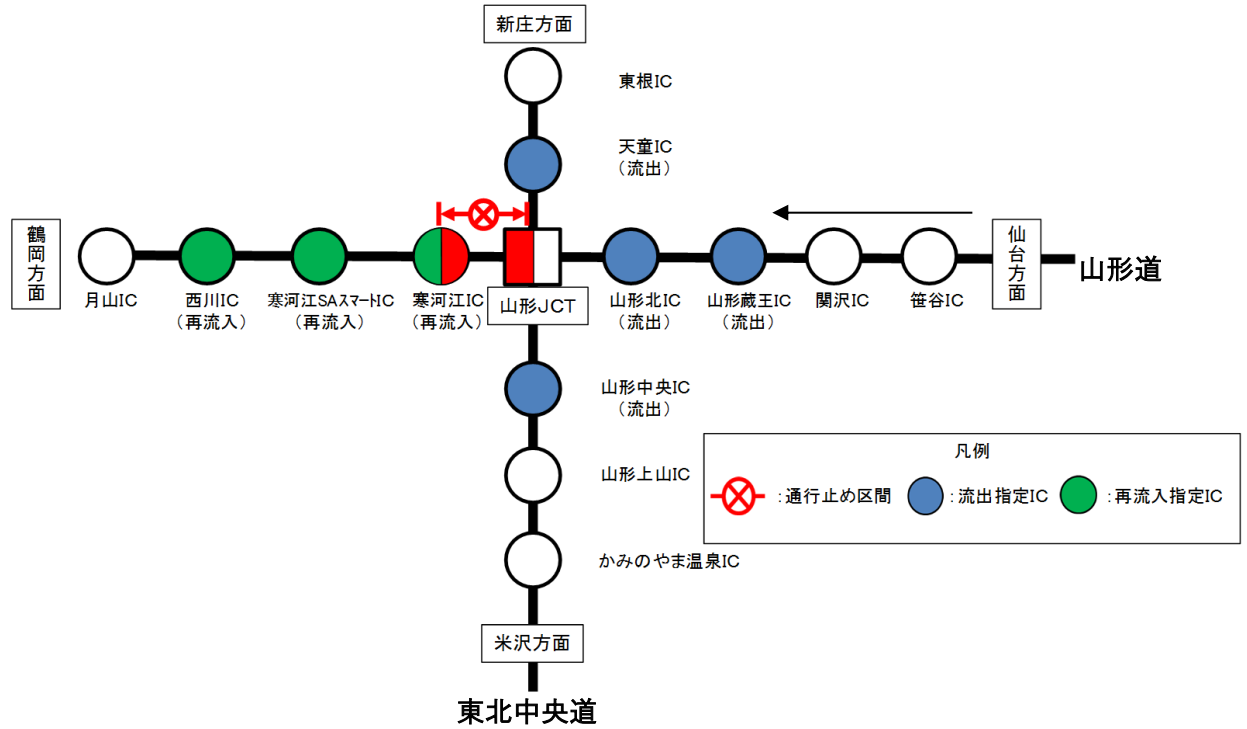 新庄方面
東根IC
天童IC
（流出）
鶴岡方面
仙台方面
山形道
月山IC
西川IC
（再流入）
寒河江SAスマートIC
（再流入）
寒河江IC
（再流入）
山形JCT
山形北IC
（流出）
山形蔵王IC
（流出）
関沢IC
笹谷IC
山形中央IC
（流出）
山形上山IC
かみのやま温泉IC
凡例
：通行止め区間
：流出指定IC
：再流入指定IC
米沢方面
東北中央道